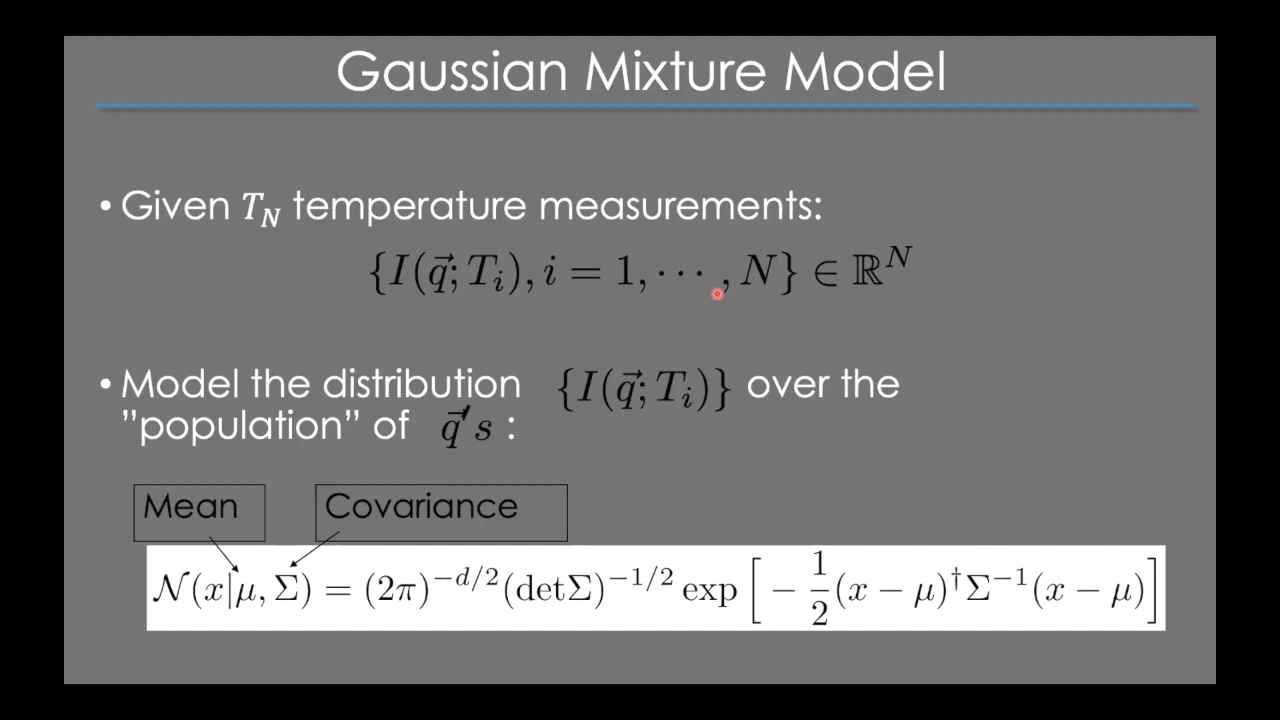 Gaussian Mixture Model
• Given $T_N$ temperature measurements:
$\{I(\vec{q}; T_i), i = 1, \cdots, N\} \in \mathbb{R}^N$
• Model the distribution $\{I(\vec{q}; T_i)\}$ over the
”population” of $\vec{q}'s$ :
Mean Covariance
$\mathcal{N}(x|\mu, \Sigma) = (2\pi)^{-d/2}(\mathrm{det}\Sigma)^{-1/2} \exp\left[-\frac{1}{2}(x-\mu)^\dagger \Sigma^{-1}(x-\mu)\right]$